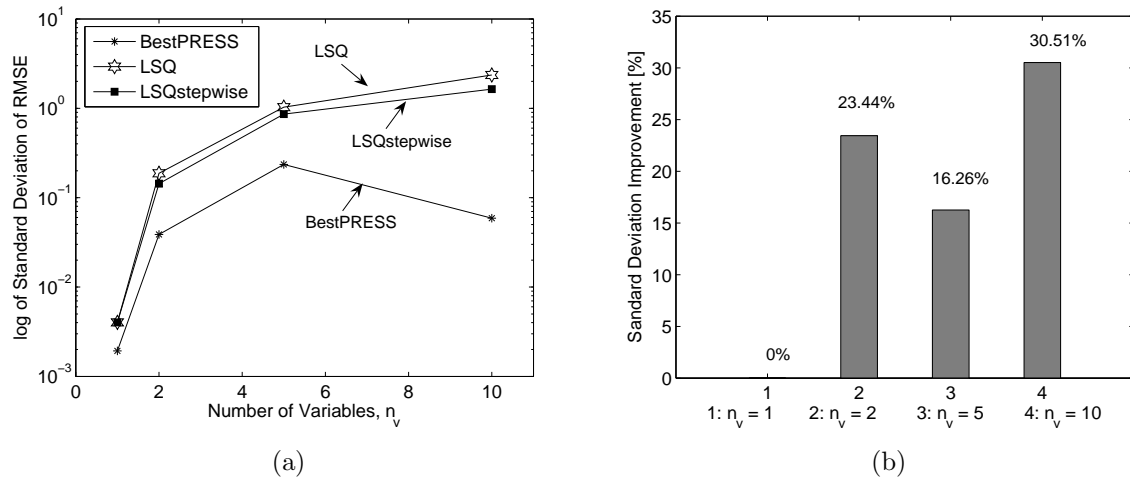 10^1
10^0
10^-1
10^-2
10^-3
log of Standard Deviation of RMSE
BestPRESS
LSQ
LSQstepwise
LSQ
LSQstepwise
BestPRESS
0 2 4 6 8 10
Number of Variables, n_v
(a)
35
30
25
20
15
10
5
0
Sandard Deviation Improvement [%]
0%
23.44%
16.26%
30.51%
1 2 3 4
1: n_v = 1 2: n_v = 2 3: n_v = 5 4: n_v = 10
(b)